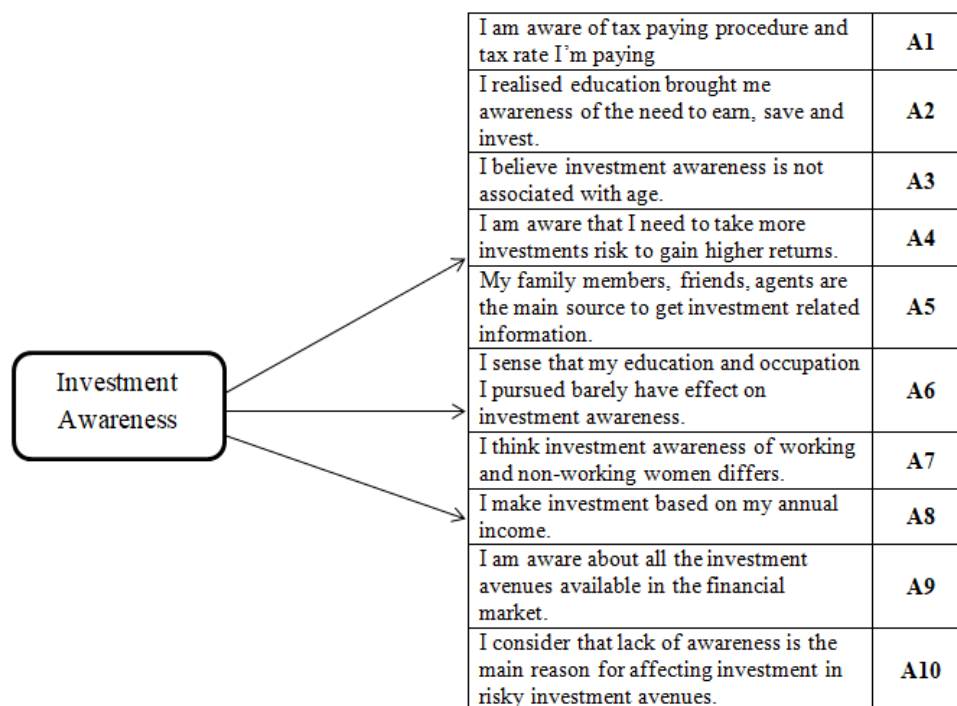 I am aware of tax paying procedure and
tax rate I'm paying
A1
I realised education brought me
awareness of the need to earn, save and
invest.
A2
I believe investment awareness is not
associated with age.
A3
I am aware that I need to take more
investments risk to gain higher returns.
A4
My family members, friends, agents are
the main source to get investment related
information.
A5
Investment
Awareness
I sense that my education and occupation
I pursued barely have effect on
investment awareness.
A6
I think investment awareness of working
and non-working women differs.
A7
I make investment based on my annual
income.
A8
I am aware about all the investment
avenues available in the financial
market.
A9
I consider that lack of awareness is the
main reason for affecting investment in
risky investment avenues.
A10